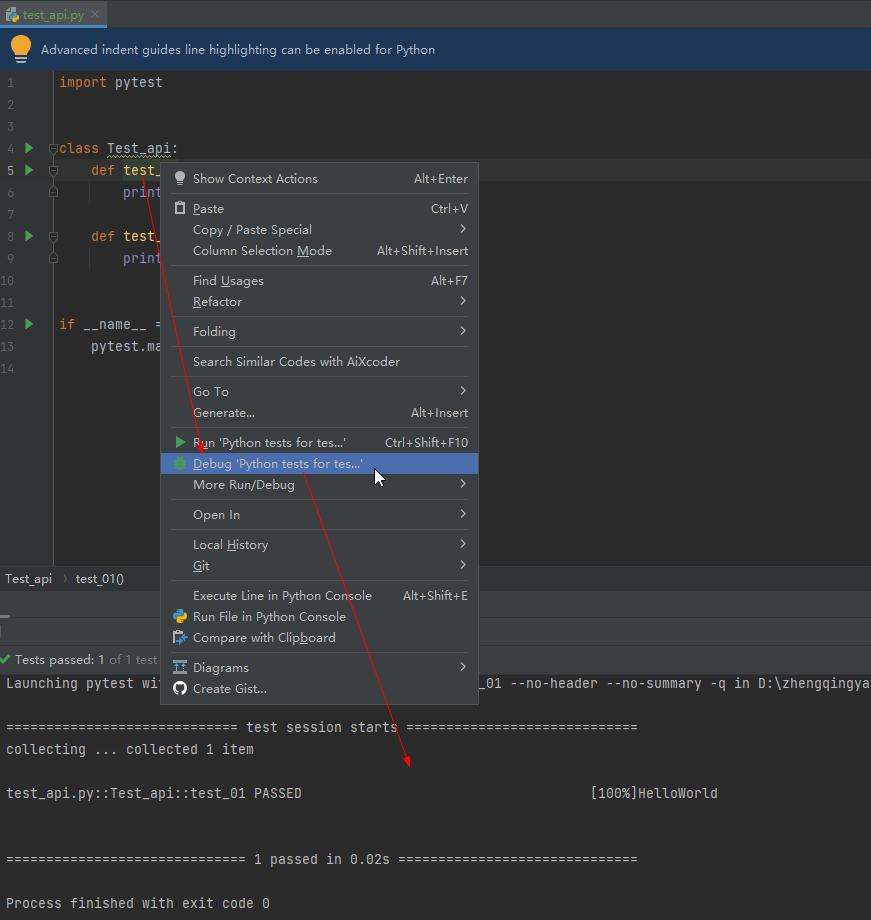 test_api.py
Advanced indent guides line highlighting can be enabled for Python
1 import pytest
2
3
4 class Test_api:
5 def test_
6 print
7
8 def test_
9 print
10
11
12 if __name__ =
13 pytest.ma
14
Show Context Actions Alt+Enter
Paste Ctrl+V
Copy / Paste Special
Column Selection Mode Alt+Shift+Insert
Find Usages Alt+F7
Refactor
Folding
Search Similar Codes with AiXcoder
Go To
Generate... Alt+Insert
Run 'Python tests for tes...' Ctrl+Shift+F10
Debug 'Python tests for tes...'
More Run/Debug
Open In
Local History
Git
Execute Line in Python Console Alt+Shift+E
Run File in Python Console
Compare with Clipboard
Diagrams
Create Gist...
Test_api › test_01()
Tests passed: 1 of 1 test
Launching pytest wi _01 --no-header --no-summary -q in D:\zhengqingya
============================= test session starts =============================
collecting ... collected 1 item
test_api.py::Test_api::test_01 PASSED [100%]HelloWorld
============================== 1 passed in 0.02s ==============================
Process finished with exit code 0